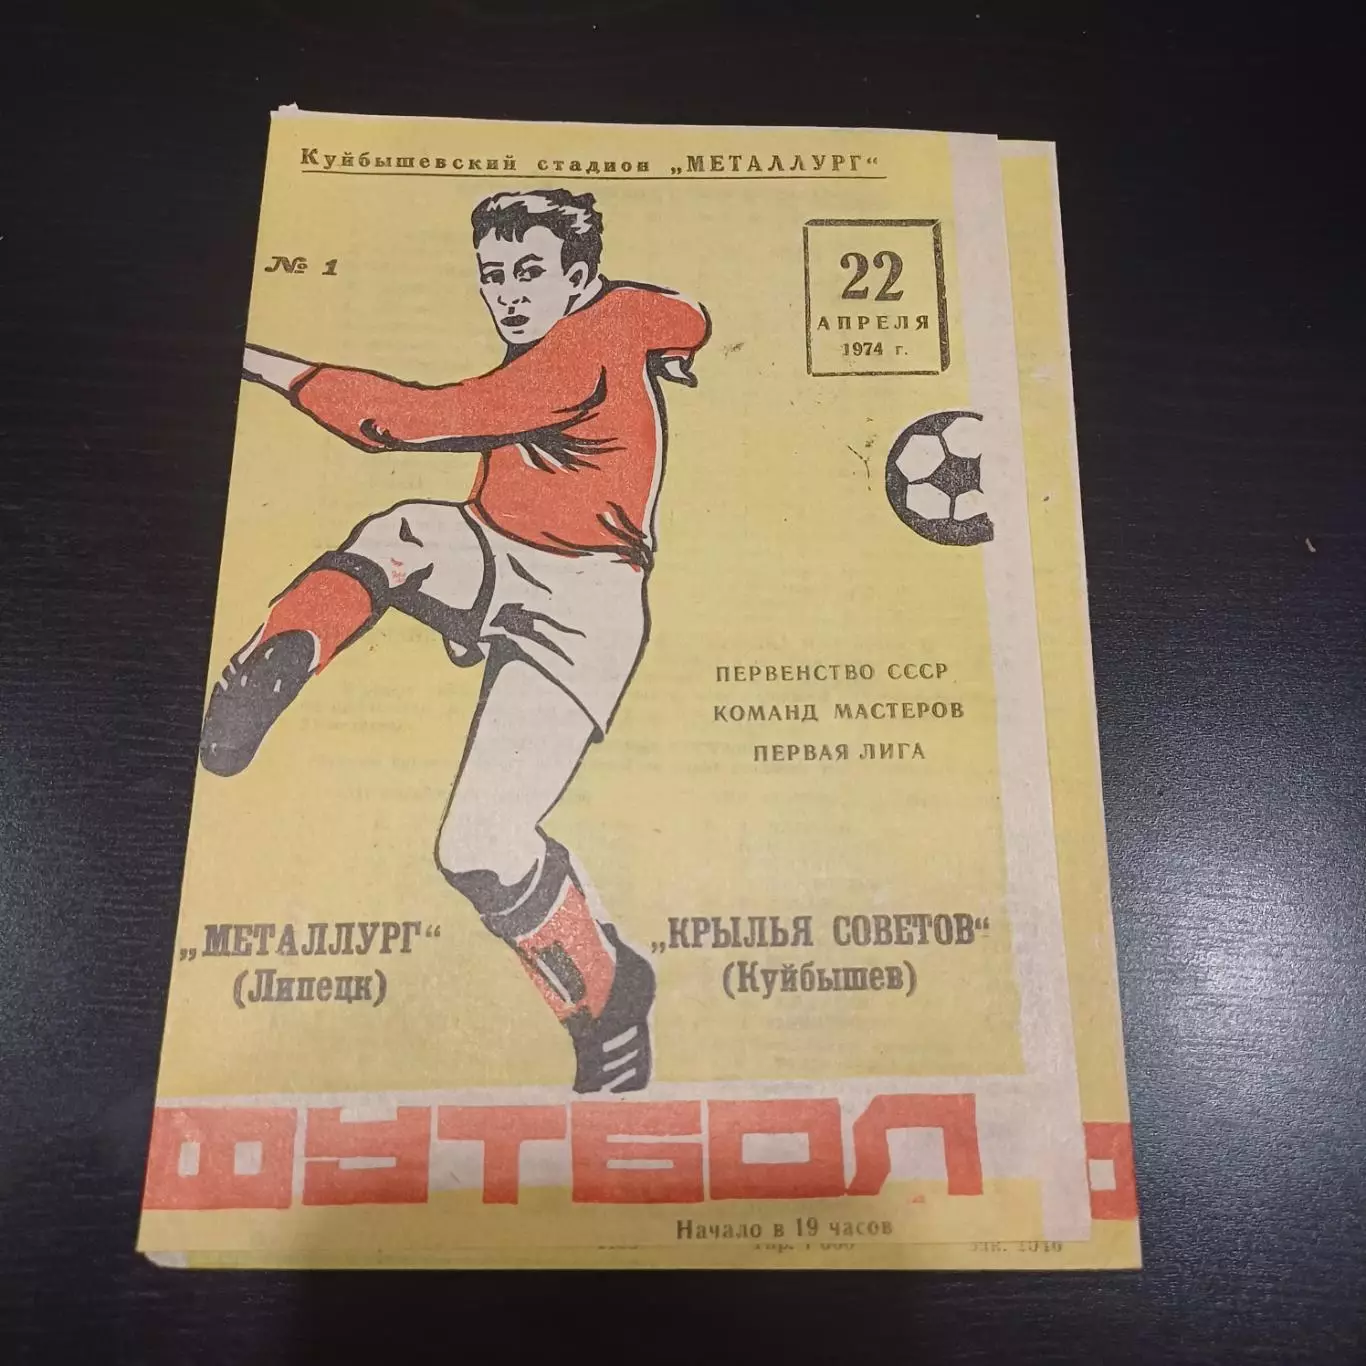 Куйбышевский стадион „МЕТАЛЛУРГ“
№ 1
22
АПРЕЛЯ
1974 г.
ПЕРВЕНСТВО СССР
КОМАНД МАСТЕРОВ
ПЕРВАЯ ЛИГА
„МЕТАЛЛУРГ“
(Липецк)
„КРЫЛЬЯ СОВЕТОВ“
(Куйбышев)
ФУТБОЛ
Начало в 19 часов